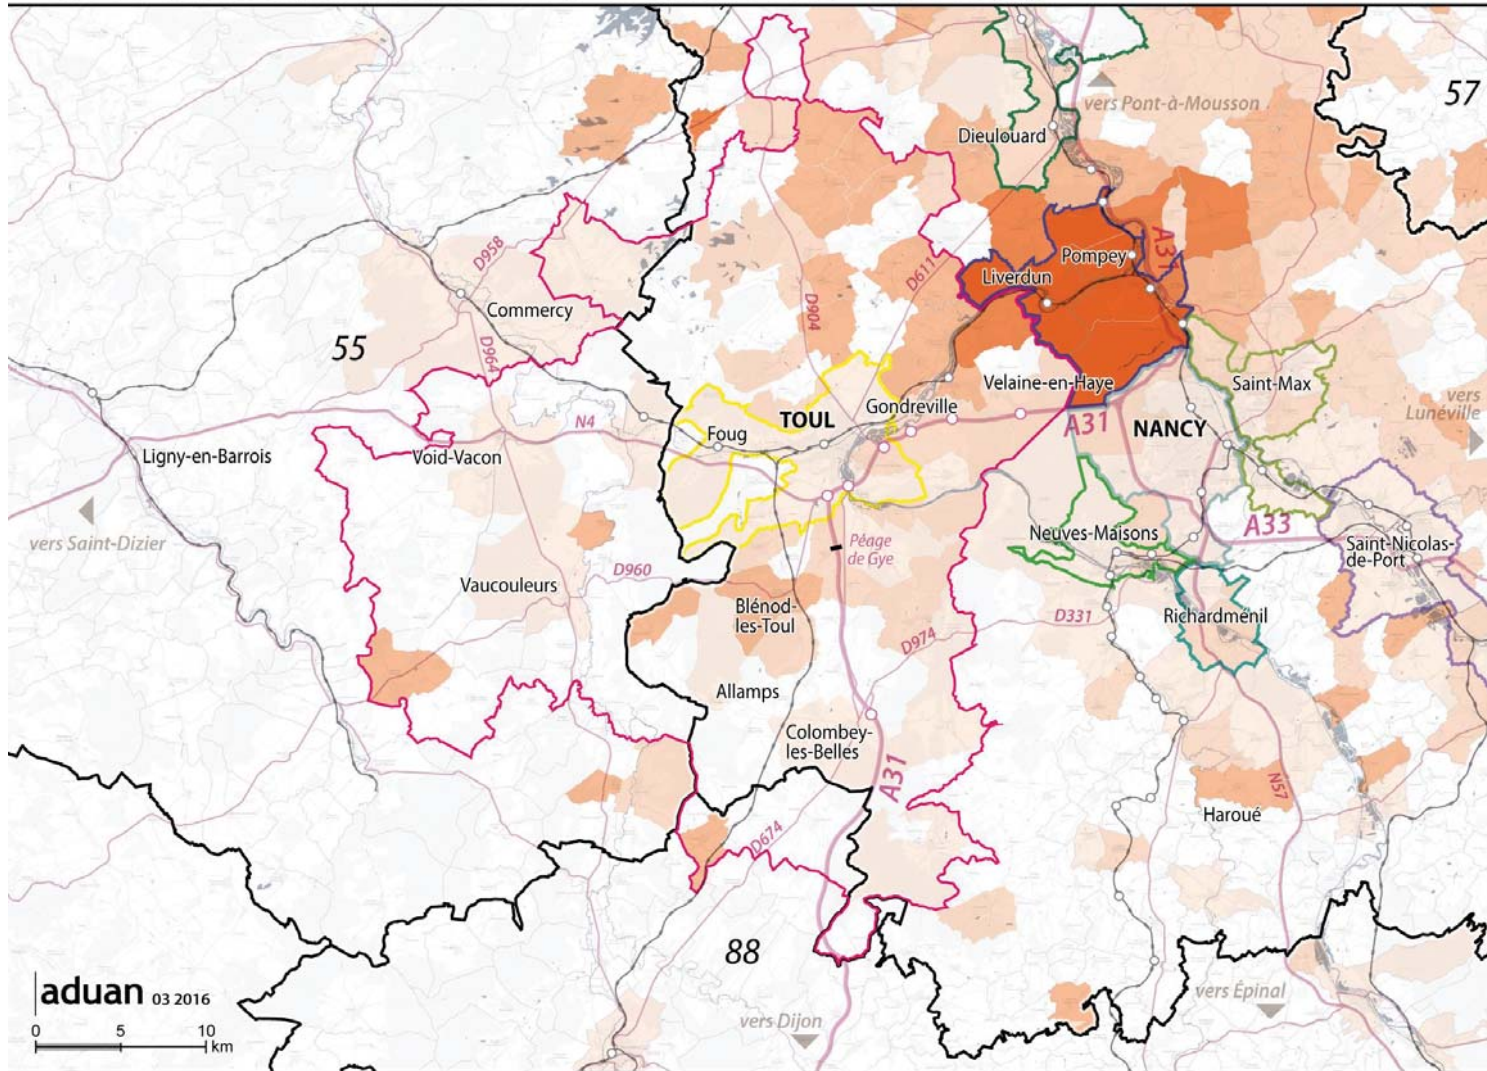 57
vers Pont-à-Mousson
Dieulouard
D958
A31
Pompey
D611
Liverdun
Commercy
D904
55
D964
Velaine-en-Haye
Saint-Max
vers
Lunéville
Gondreville
TOUL
N4
Foug
A31
NANCY
Ligny-en-Barrois
Void-Vacon
vers Saint-Dizier
A33
Neuves-Maisons
Péage
de Gye
Saint-Nicolas-
de-Port
D960
Vaucouleurs
Blénod-
les-Toul
D331
Richardménil
D974
Allamps
Colombey-
les-Belles
A31
N57
Haroué
D674
88
aduan 03 2016
vers Épinal
vers Dijon
0 5 10
km